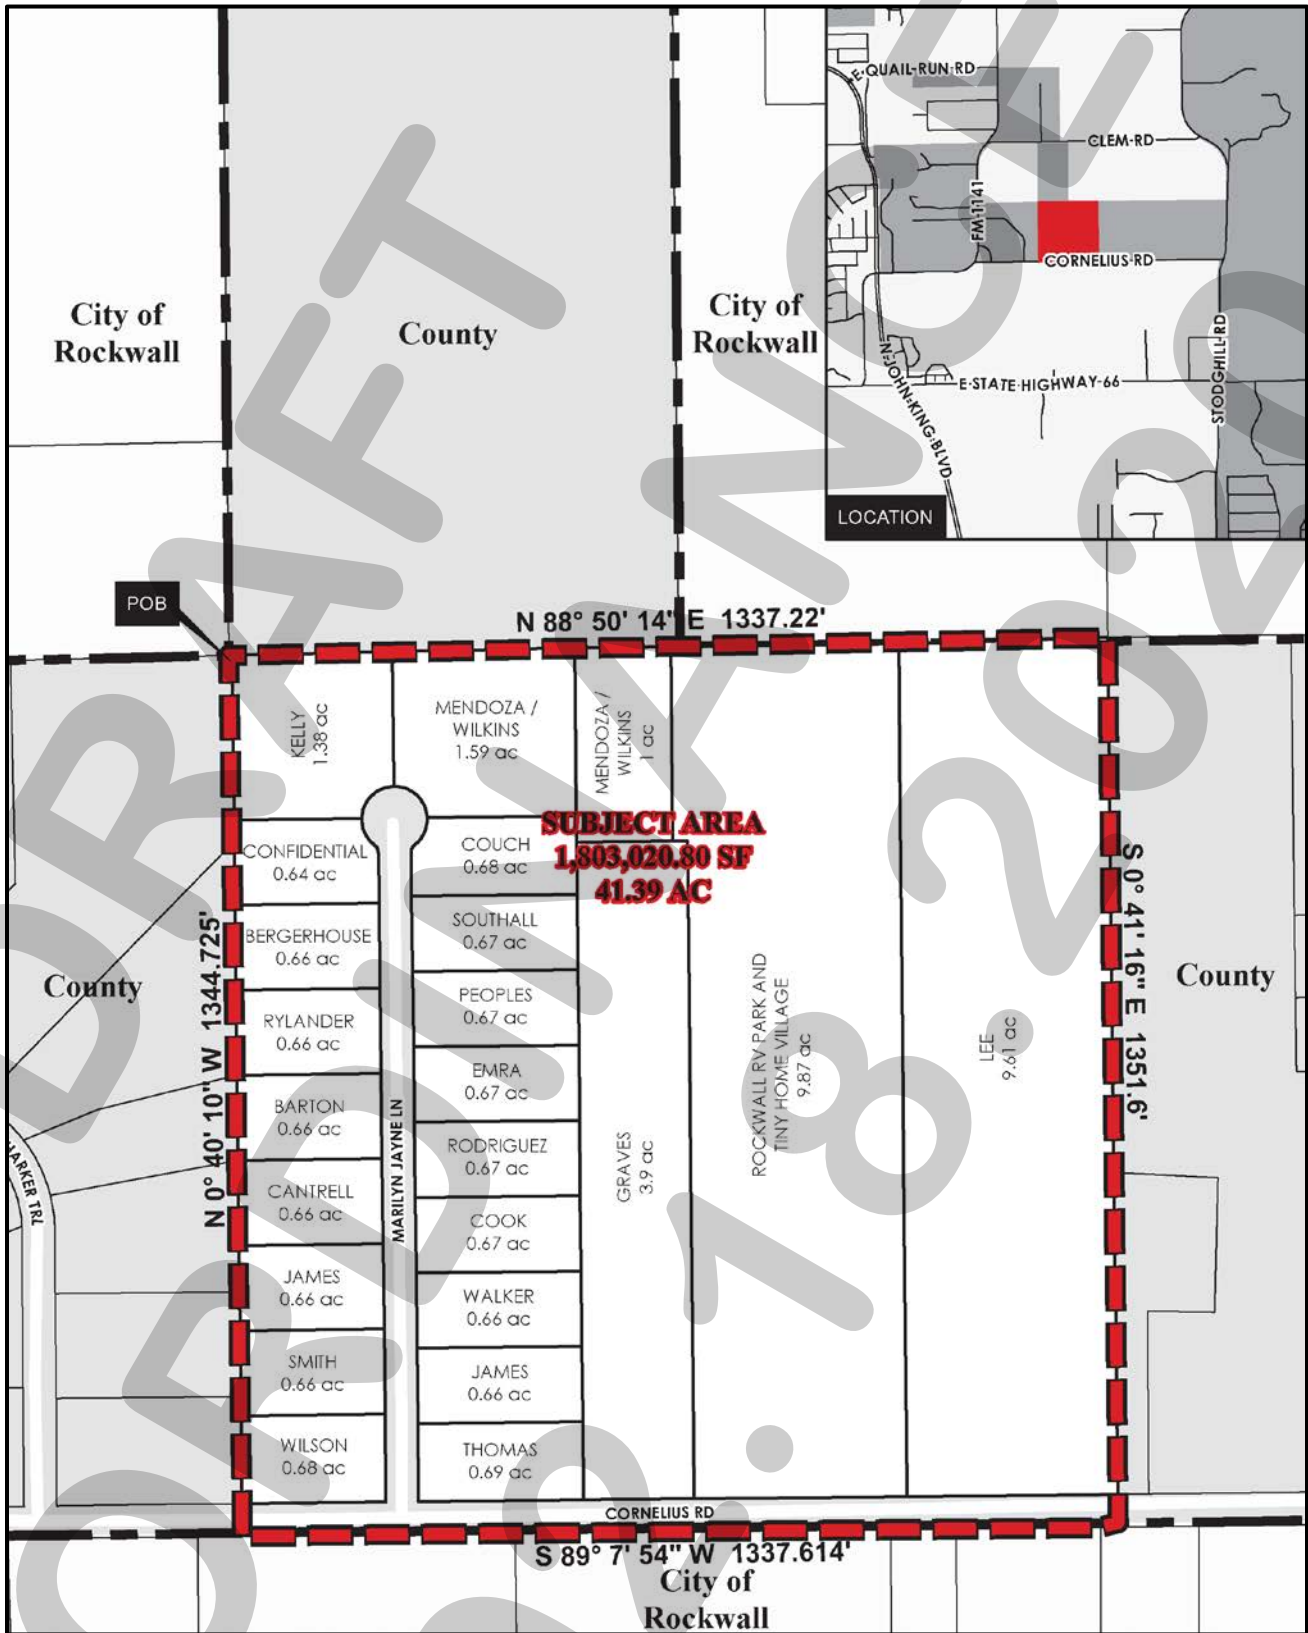 E QUAIL RUN RD
CLEM RD
FM 1141
CORNELIUS RD
N JOHN KING BLVD
E STATE HIGHWAY 66
STODGHILL RD
LOCATION
City of
Rockwall
County
City of
Rockwall
POB
N 88° 50' 14" E 1337.22'
KELLY
1.38 ac
MENDOZA /
WILKINS
1.59 ac
MENDOZA /
WILKINS
1 ac
SUBJECT AREA
1,803,020.80 SF
41.39 AC
CONFIDENTIAL
0.64 ac
COUCH
0.68 ac
BERGERHOUSE
0.66 ac
SOUTHALL
0.67 ac
RYLANDER
0.66 ac
PEOPLES
0.67 ac
BARTON
0.66 ac
EMRA
0.67 ac
CANTRELL
0.66 ac
RODRIGUEZ
0.67 ac
JAMES
0.66 ac
COOK
0.67 ac
SMITH
0.66 ac
WALKER
0.66 ac
WILSON
0.68 ac
JAMES
0.66 ac
THOMAS
0.69 ac
MARILYN JAYNE LN
GRAVES
3.9 ac
ROCKWALL RV PARK AND
TINY HOME VILLAGE
9.87 ac
LEE
9.61 ac
County
N 0° 40' 10" W 1344.725'
S 0° 41' 16" E 1351.6'
County
HARKER TRL
CORNELIUS RD
S 89° 7' 54" W 1337.614'
City of
Rockwall
DRAFT